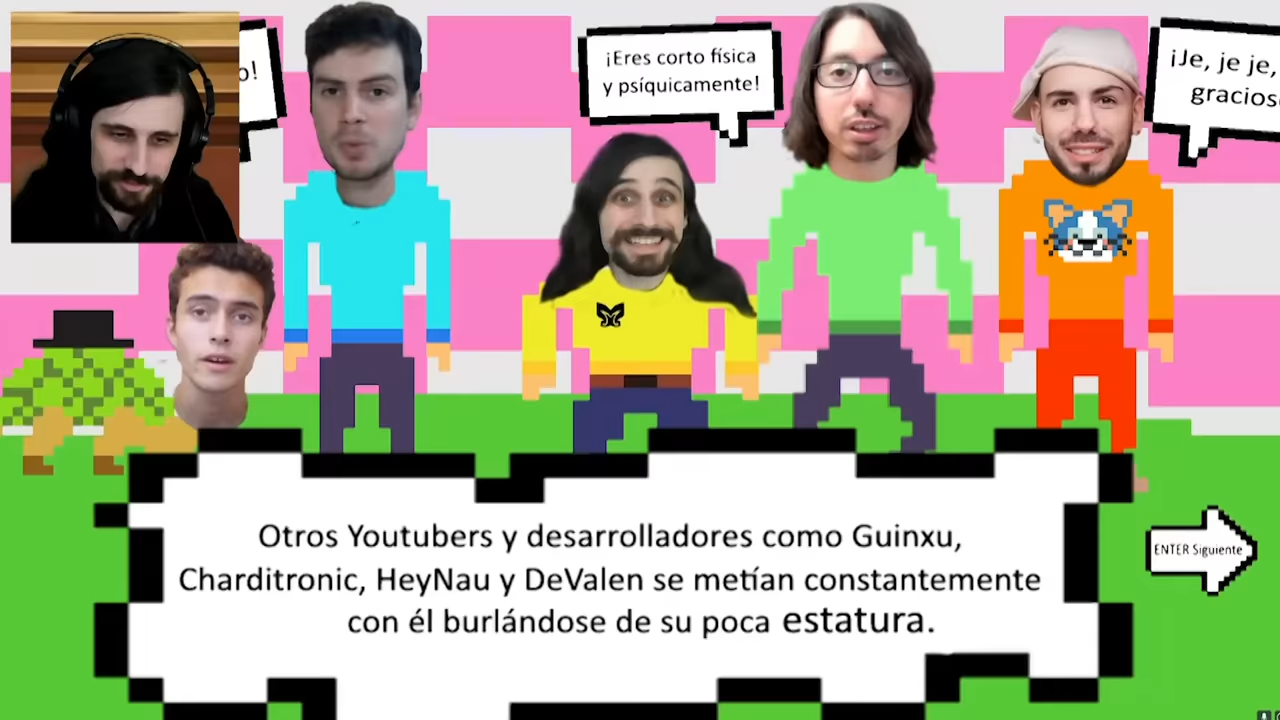 o!
¡Eres corto física
y psíquicamente!
¡Je, je je,
gracios
Otros Youtubers y desarrolladores como Guinxu,
Charditronic, HeyNau y DeValen se metían constantemente
con él burlándose de su poca estatura.
ENTER Siguiente